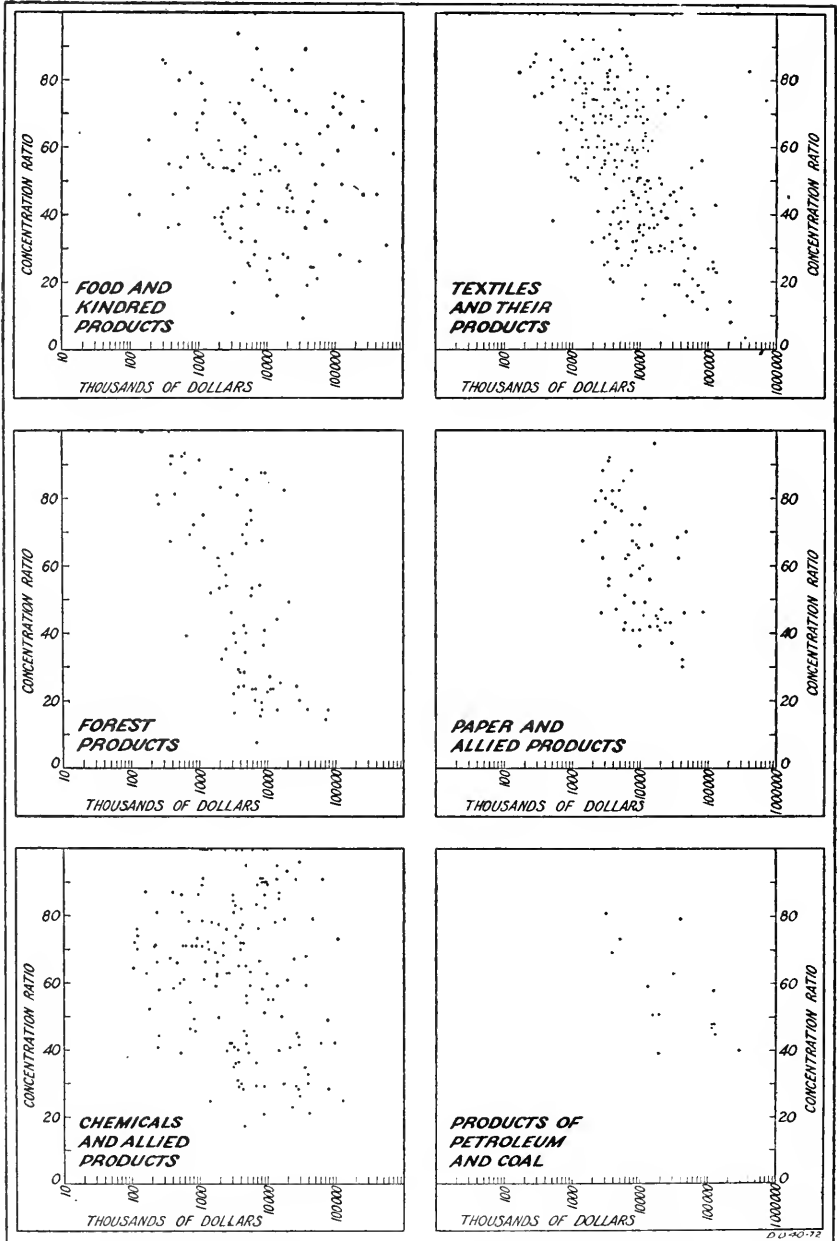 CONCENTRATION RATIO
80
60
40
20
0
FOOD AND
KINDRED
PRODUCTS
10
100
1000
10000
100000
THOUSANDS OF DOLLARS
TEXTILES
AND THEIR
PRODUCTS
80
60
40
20
0
CONCENTRATION RATIO
100
1000
10000
100000
1000000
THOUSANDS OF DOLLARS
CONCENTRATION RATIO
80
60
40
20
0
FOREST
PRODUCTS
10
100
1000
10000
100000
THOUSANDS OF DOLLARS
PAPER AND
ALLIED PRODUCTS
80
60
40
20
0
CONCENTRATION RATIO
100
1000
10000
100000
1000000
THOUSANDS OF DOLLARS
CONCENTRATION RATIO
80
60
40
20
0
CHEMICALS
AND ALLIED
PRODUCTS
10
100
1000
10000
100000
THOUSANDS OF DOLLARS
PRODUCTS OF
PETROLEUM
AND COAL
80
60
40
20
0
CONCENTRATION RATIO
100
1000
10000
100000
1000000
THOUSANDS OF DOLLARS